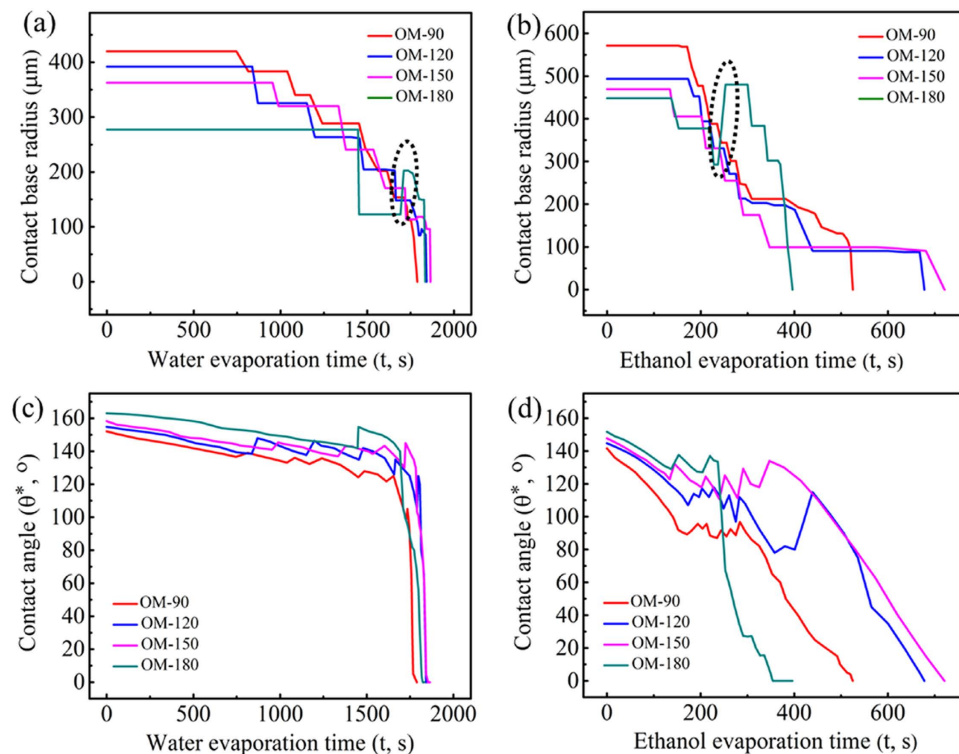 (a)
OM-90
OM-120
OM-150
OM-180
Contact base radius (μm)
400
300
200
100
0
0 500 1000 1500 2000
Water evaporation time (t, s)
(b)
OM-90
OM-120
OM-150
OM-180
Contact base radius (μm)
600
500
400
300
200
100
0
0 200 400 600
Ethanol evaporation time (t, s)
(c)
OM-90
OM-120
OM-150
OM-180
Contact angle (θ*, °)
160
140
120
100
80
60
40
20
0
0 500 1000 1500 2000
Water evaporation time (t, s)
(d)
OM-90
OM-120
OM-150
OM-180
Contact angle (θ*, °)
160
140
120
100
80
60
40
20
0
0 200 400 600
Ethanol evaporation time (t, s)